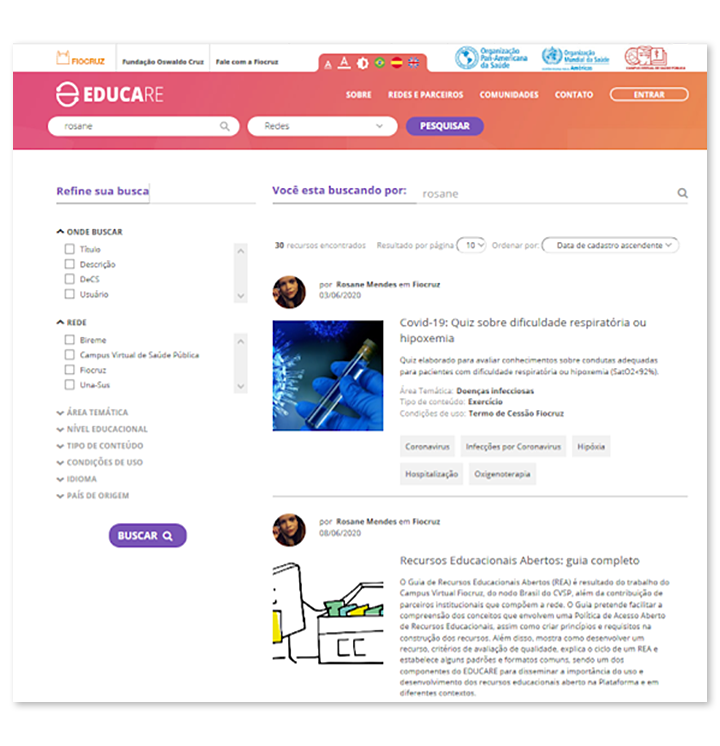 FIOCRUZ
Fundação Oswaldo Cruz
Fale com a Fiocruz
A A
Organização Pan-Americana da Saúde
Organização Mundial da Saúde
EDUCARE
SOBRE
REDES E PARCEIROS
COMUNIDADES
CONTATO
ENTRAR
rosane
Redes
PESQUISAR
Refine sua busca
Você esta buscando por:
rosane
ONDE BUSCAR
Título
Descrição
DeCS
Usuário
REDE
Bireme
Campus Virtual de Saúde Pública
Fiocruz
Una-Sus
ÁREA TEMÁTICA
NÍVEL EDUCACIONAL
TIPO DE CONTEÚDO
CONDIÇÕES DE USO
IDIOMA
PAÍS DE ORIGEM
BUSCAR
30 recursos encontrados
Resultado por página
10
Ordenar por:
Data de cadastro ascendente
por Rosane Mendes em Fiocruz
03/06/2020
Covid-19: Quiz sobre dificuldade respiratória ou
hipoxemia
Quiz elaborado para avaliar conhecimentos sobre condutas adequadas
para pacientes com dificuldade respiratória ou hipoxemia (SatO2<92%).
Área Temática: Doenças infecciosas
Tipo de conteúdo: Exercício
Condições de uso: Termo de Cessão Fiocruz
Coronavirus
Infecções por Coronavirus
Hipóxia
Hospitalização
Oxigenoterapia
por Rosane Mendes em Fiocruz
08/06/2020
Recursos Educacionais Abertos: guia completo
O Guia de Recursos Educacionais Abertos (REA) é resultado do trabalho do
Campus Virtual Fiocruz, do nodo Brasil do CVSP, além da contribuição de
parceiros institucionais que compõem a rede. O Guia pretende facilitar a
compreensão dos conceitos que envolvem uma Política de Acesso Aberto
de Recursos Educacionais, assim como criar princípios e requisitos na
construção dos recursos. Além disso, mostra como desenvolver um
recurso, critérios de avaliação de qualidade, explica o ciclo de um REA e
estabelece alguns padrões e formatos comuns, sendo um dos
componentes do EDUCARE para disseminar a importância do uso e
desenvolvimento dos recursos educacionais aberto na Plataforma e em
diferentes contextos.